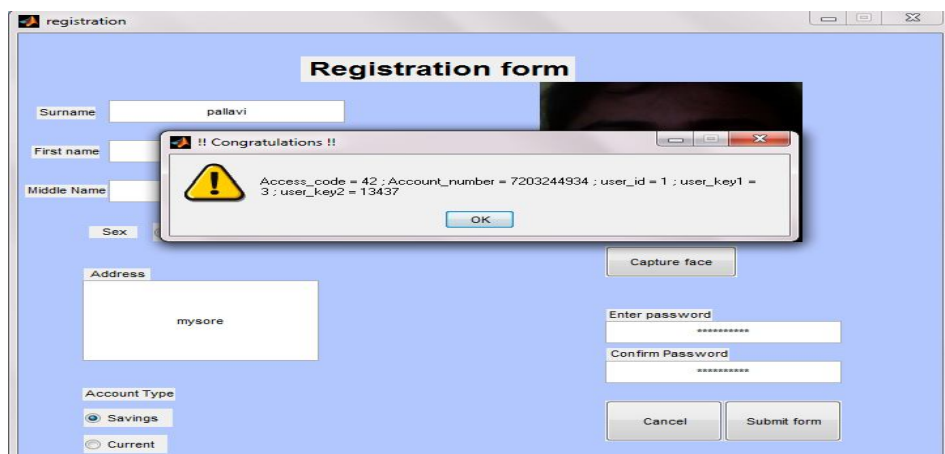 registration
Registration form
Surname
pallavi
First name
Middle Name
!! Congratulations !!
Access_code = 42 ; Account_number = 7203244934 ; user_id = 1 ; user_key1 =
3 ; user_key2 = 13437
OK
Sex
Capture face
Address
mysore
Enter password
**********
Confirm Password
**********
Account Type
Savings
Current
Cancel
Submit form